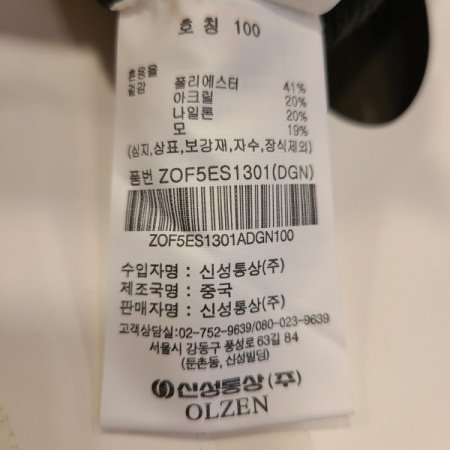 호칭 100
혼용율
겉감 폴리에스터 41%
아크릴 20%
나일론 20%
모 19%
(심지,상표,보강재,자수,장식제외)
품번 ZOF5ES1301(DGN)
ZOF5ES1301ADGN100
수입자명 : 신성통상(주)
제조국명 : 중국
판매자명 : 신성통상(주)
고객상담실:02-752-9639/080-023-9639
서울시 강동구 풍성로 63길 84
(둔촌동, 신성빌딩)
신성통상(주)
OLZEN